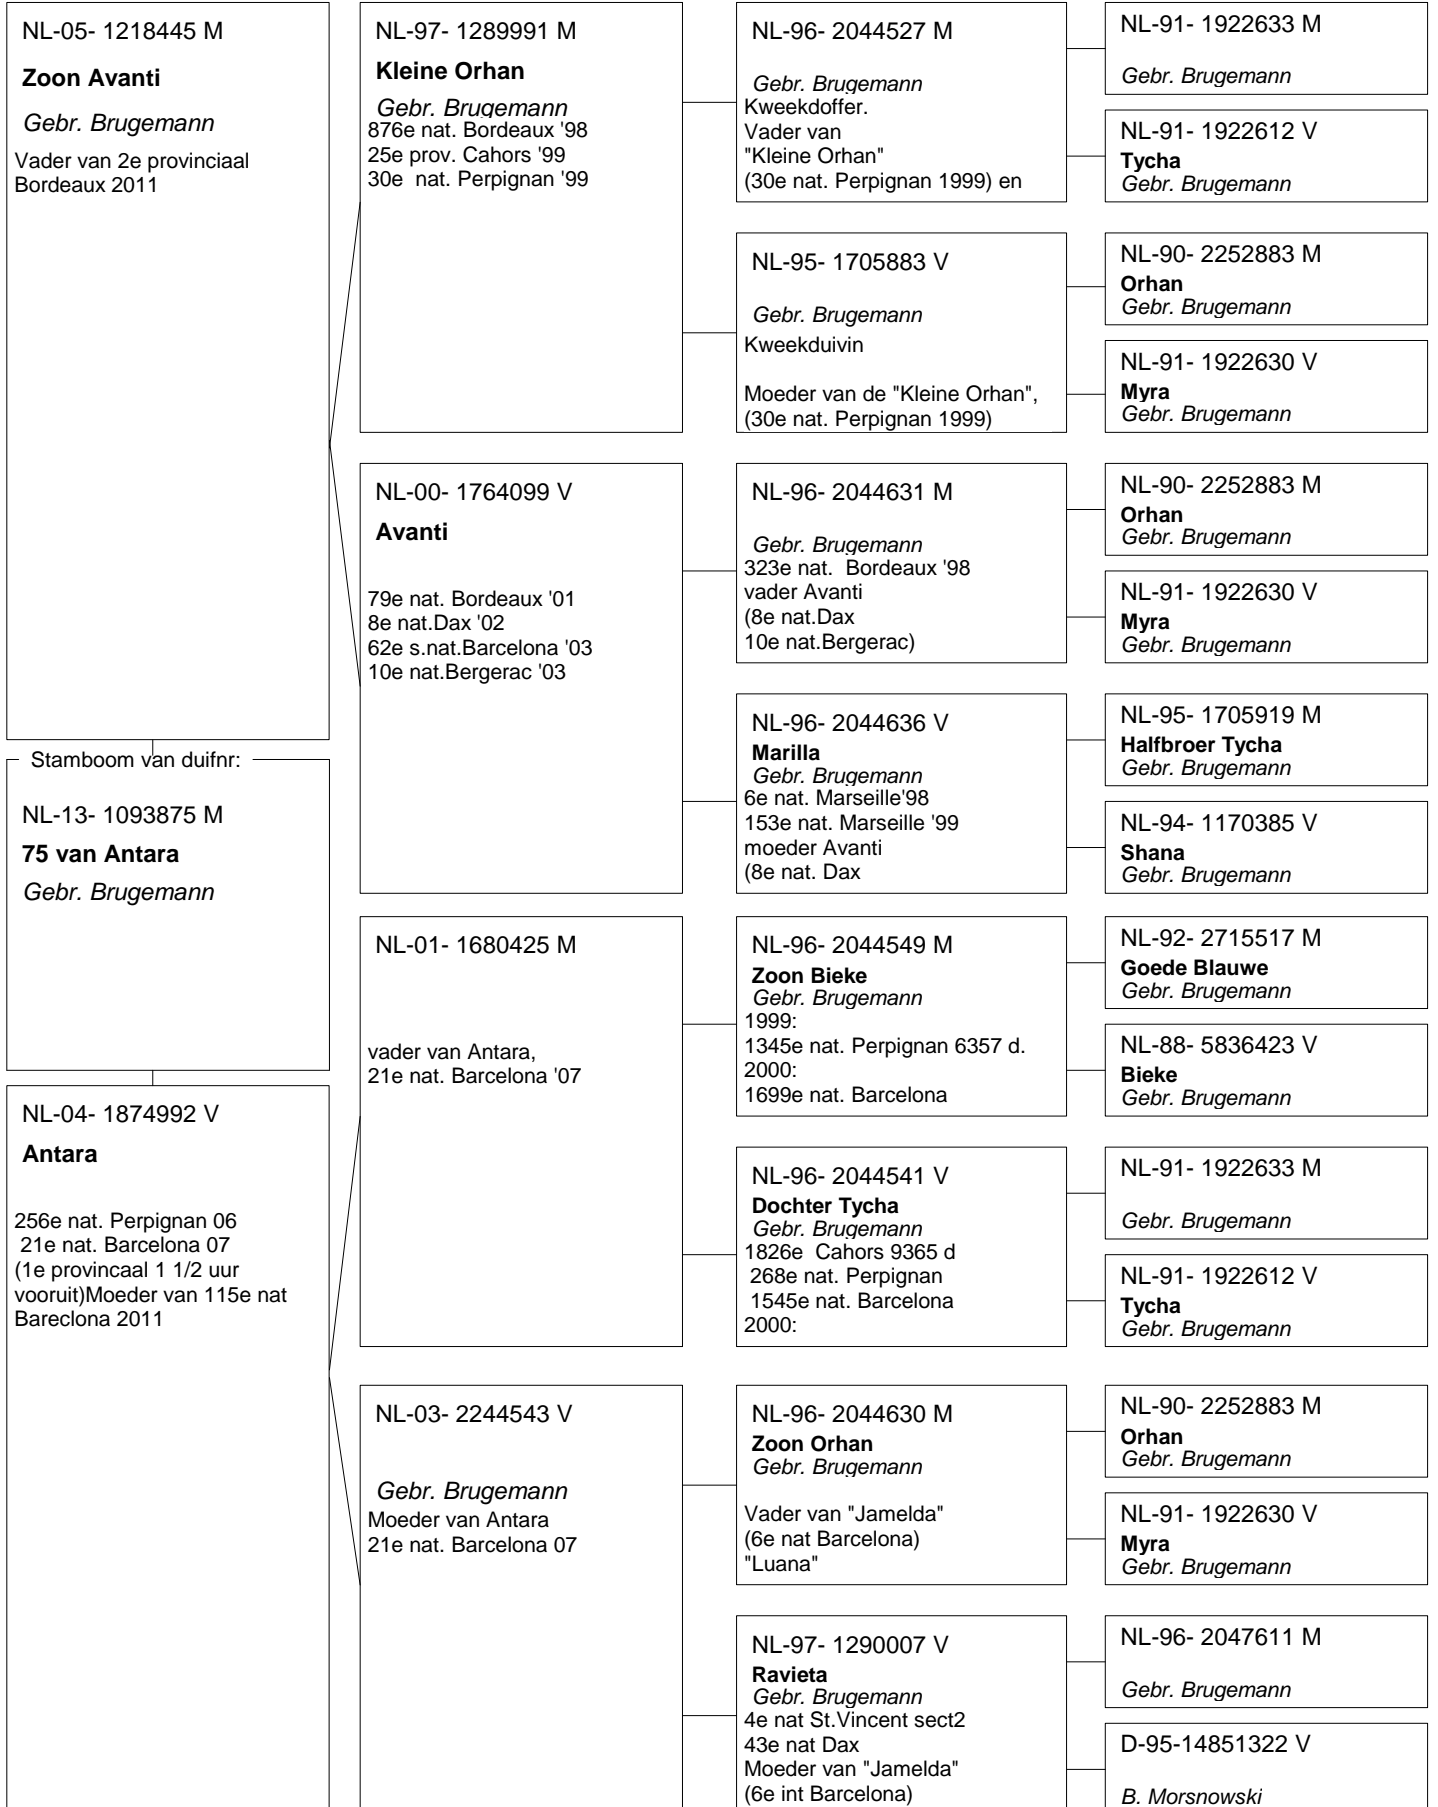 NL-05- 1218445 M
Zoon Avanti
Gebr. Brugemann
Vader van 2e provinciaal
Bordeaux 2011
Stamboom van duifnr:
NL-13- 1093875 M
75 van Antara
Gebr. Brugemann
NL-04- 1874992 V
Antara
256e nat. Perpignan 06
21e nat. Barcelona 07
(1e provincaal 1 1/2 uur
vooruit)Moeder van 115e nat
Bareclona 2011
NL-97- 1289991 M
Kleine Orhan
Gebr. Brugemann
876e nat. Bordeaux '98
25e prov. Cahors '99
30e  nat. Perpignan '99
NL-00- 1764099 V
Avanti
79e nat. Bordeaux '01
8e nat.Dax '02
62e s.nat.Barcelona '03
10e nat.Bergerac '03
NL-01- 1680425 M
vader van Antara,
21e nat. Barcelona '07
NL-03- 2244543 V
Gebr. Brugemann
Moeder van Antara
21e nat. Barcelona 07
NL-96- 2044527 M
Gebr. Brugemann
Kweekdoffer.
Vader van
"Kleine Orhan"
(30e nat. Perpignan 1999) en
NL-95- 1705883 V
Gebr. Brugemann
Kweekduivin
Moeder van de "Kleine Orhan",
(30e nat. Perpignan 1999)
NL-96- 2044631 M
Gebr. Brugemann
323e nat.  Bordeaux '98
vader Avanti
(8e nat.Dax
10e nat.Bergerac)
NL-96- 2044636 V
Marilla
Gebr. Brugemann
6e nat. Marseille'98
153e nat. Marseille '99
moeder Avanti
(8e nat. Dax
NL-96- 2044549 M
Zoon Bieke
Gebr. Brugemann
1999:
1345e nat. Perpignan 6357 d.
2000:
1699e nat. Barcelona
NL-96- 2044541 V
Dochter Tycha
Gebr. Brugemann
1826e  Cahors 9365 d
268e nat. Perpignan
1545e nat. Barcelona
2000:
NL-96- 2044630 M
Zoon Orhan
Gebr. Brugemann
Vader van "Jamelda"
(6e nat Barcelona)
"Luana"
NL-97- 1290007 V
Ravieta
Gebr. Brugemann
4e nat St.Vincent sect2
43e nat Dax
Moeder van "Jamelda"
(6e int Barcelona)
NL-91- 1922633 M
Gebr. Brugemann
NL-91- 1922612 V
Tycha
Gebr. Brugemann
NL-90- 2252883 M
Orhan
Gebr. Brugemann
NL-91- 1922630 V
Myra
Gebr. Brugemann
NL-90- 2252883 M
Orhan
Gebr. Brugemann
NL-91- 1922630 V
Myra
Gebr. Brugemann
NL-95- 1705919 M
Halfbroer Tycha
Gebr. Brugemann
NL-94- 1170385 V
Shana
Gebr. Brugemann
NL-92- 2715517 M
Goede Blauwe
Gebr. Brugemann
NL-88- 5836423 V
Bieke
Gebr. Brugemann
NL-91- 1922633 M
Gebr. Brugemann
NL-91- 1922612 V
Tycha
Gebr. Brugemann
NL-90- 2252883 M
Orhan
Gebr. Brugemann
NL-91- 1922630 V
Myra
Gebr. Brugemann
NL-96- 2047611 M
Gebr. Brugemann
D-95-14851322 V
B. Morsnowski